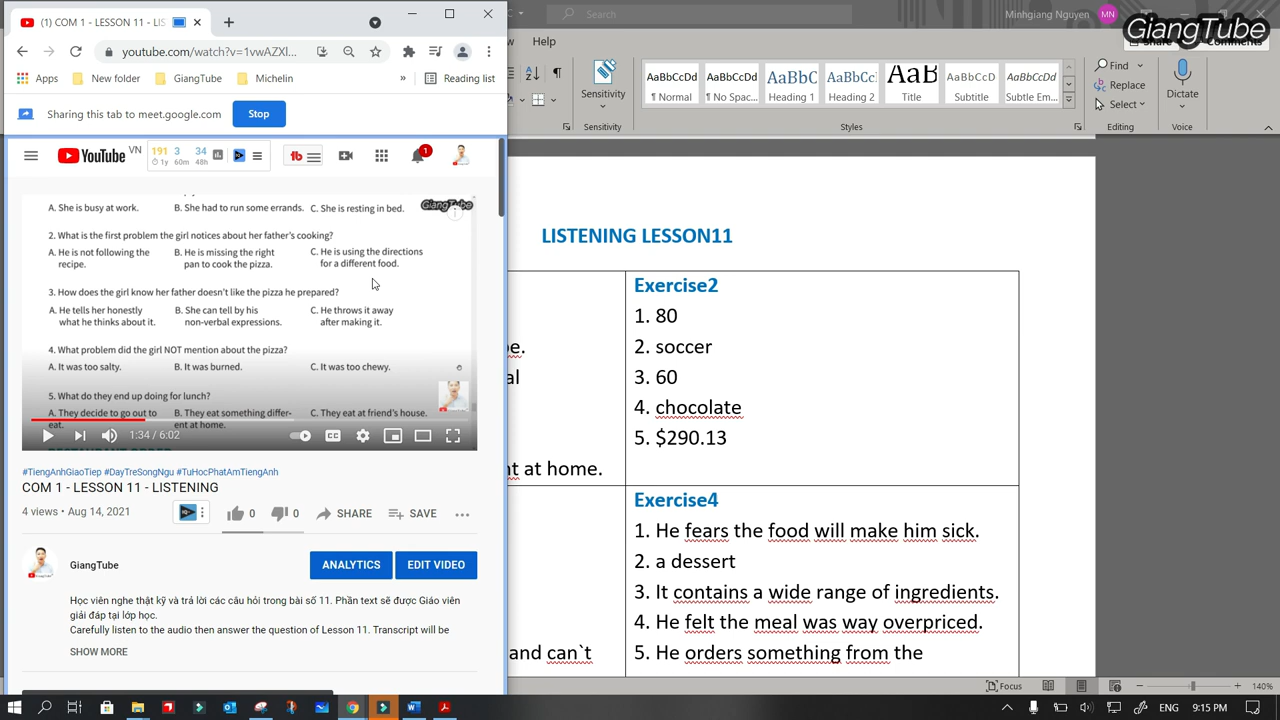 (1) COM 1 - LESSON 11 - LIS
youtube.com/watch?v=1vwAZXl...
Apps
New folder
GiangTube
Michelin
»
Reading list
Sharing this tab to meet.google.com
Stop
YouTube VN
191 3 34
1y 60m 48h
tb
1
A. She is busy at work. B. She had to run some errands. C. She is resting in bed.
GiangTube
2. What is the first problem the girl notices about her father's cooking?
A. He is not following the B. He is missing the right C. He is using the directions
recipe. pan to cook the pizza. for a different food.
3. How does the girl know her father doesn't like the pizza he prepared?
A. He tells her honestly B. She can tell by his C. He throws it away
what he thinks about it. non-verbal expressions. after making it.
4. What problem did the girl NOT mention about the pizza?
A. It was too salty. B. It was burned. C. It was too chewy.
5. What do they end up doing for lunch?
A. They decide to go out to B. They eat something differ- C. They eat at friend's house.
eat. ent at home.
1:34 / 6:02
CC
#TiengAnhGiaoTiep #DayTreSongNgu #TuHocPhatAmTiengAnh
COM 1 - LESSON 11 - LISTENING
4 views • Aug 14, 2021
0
0
SHARE
SAVE
GiangTube
ANALYTICS
EDIT VIDEO
Học viên nghe thật kỹ và trả lời các câu hỏi trong bài số 11. Phần text sẽ được Giáo viên
giải đáp tại lớp học.
Carefully listen to the audio then answer the question of Lesson 11. Transcript will be
SHOW MORE
Search
Minhgiang Nguyen
MN
GiangTube
Help
Sensitivity
Sensitivity
AaBbCcDd
¶ Normal
AaBbCcDd
¶ No Spac...
AaBbC
Heading 1
AaBbCc
Heading 2
AaB
Title
AaBbCcD
Subtitle
AaBbCcDd
Subtle Em...
Styles
Find
Replace
Select
Editing
Dictate
Voice
LISTENING LESSON11
Exercise2
1. 80
2. soccer
3. 60
4. chocolate
5. $290.13
nt at home.
Exercise4
1. He fears the food will make him sick.
2. a dessert
3. It contains a wide range of ingredients.
4. He felt the meal was way overpriced.
and can`t
5. He orders something from the
Focus
140%
9:15 PM